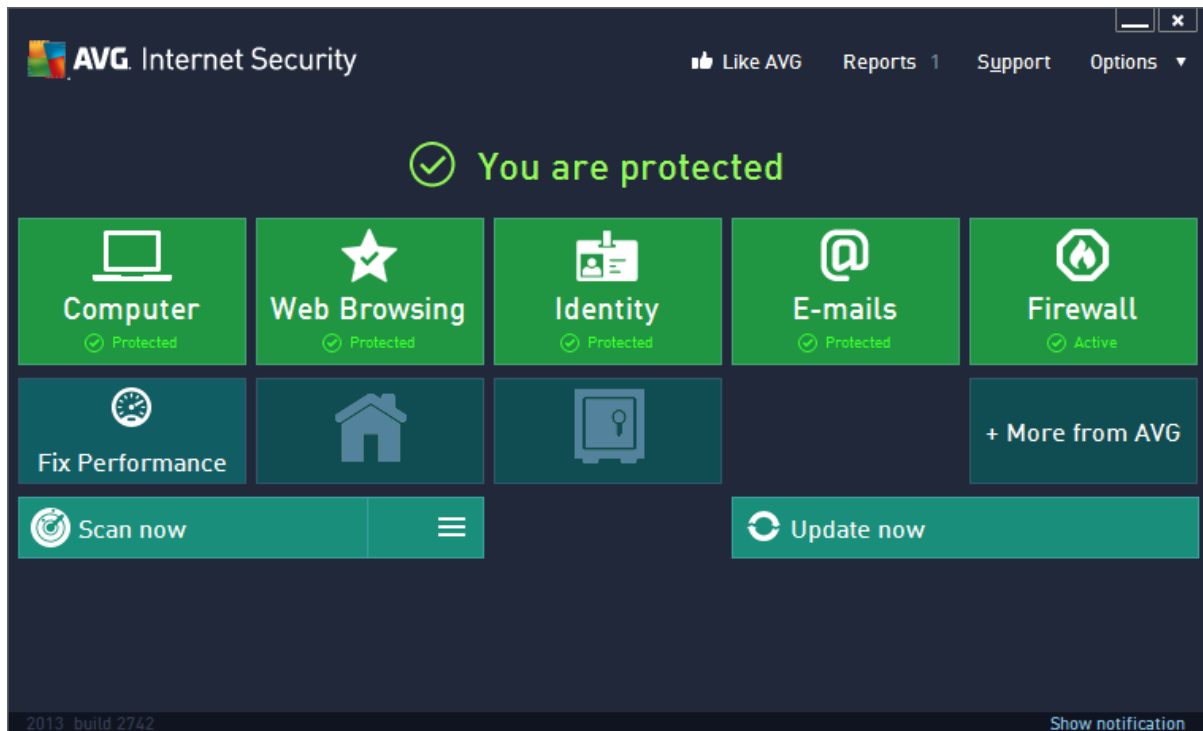 AVG. Internet Security
Like AVG
Reports 1
Support
Options
You are protected
Computer
Protected
Web Browsing
Protected
Identity
Protected
E-mails
Protected
Firewall
Active
Fix Performance
+ More from AVG
Scan now
Update now
2013 build 2742
Show notification